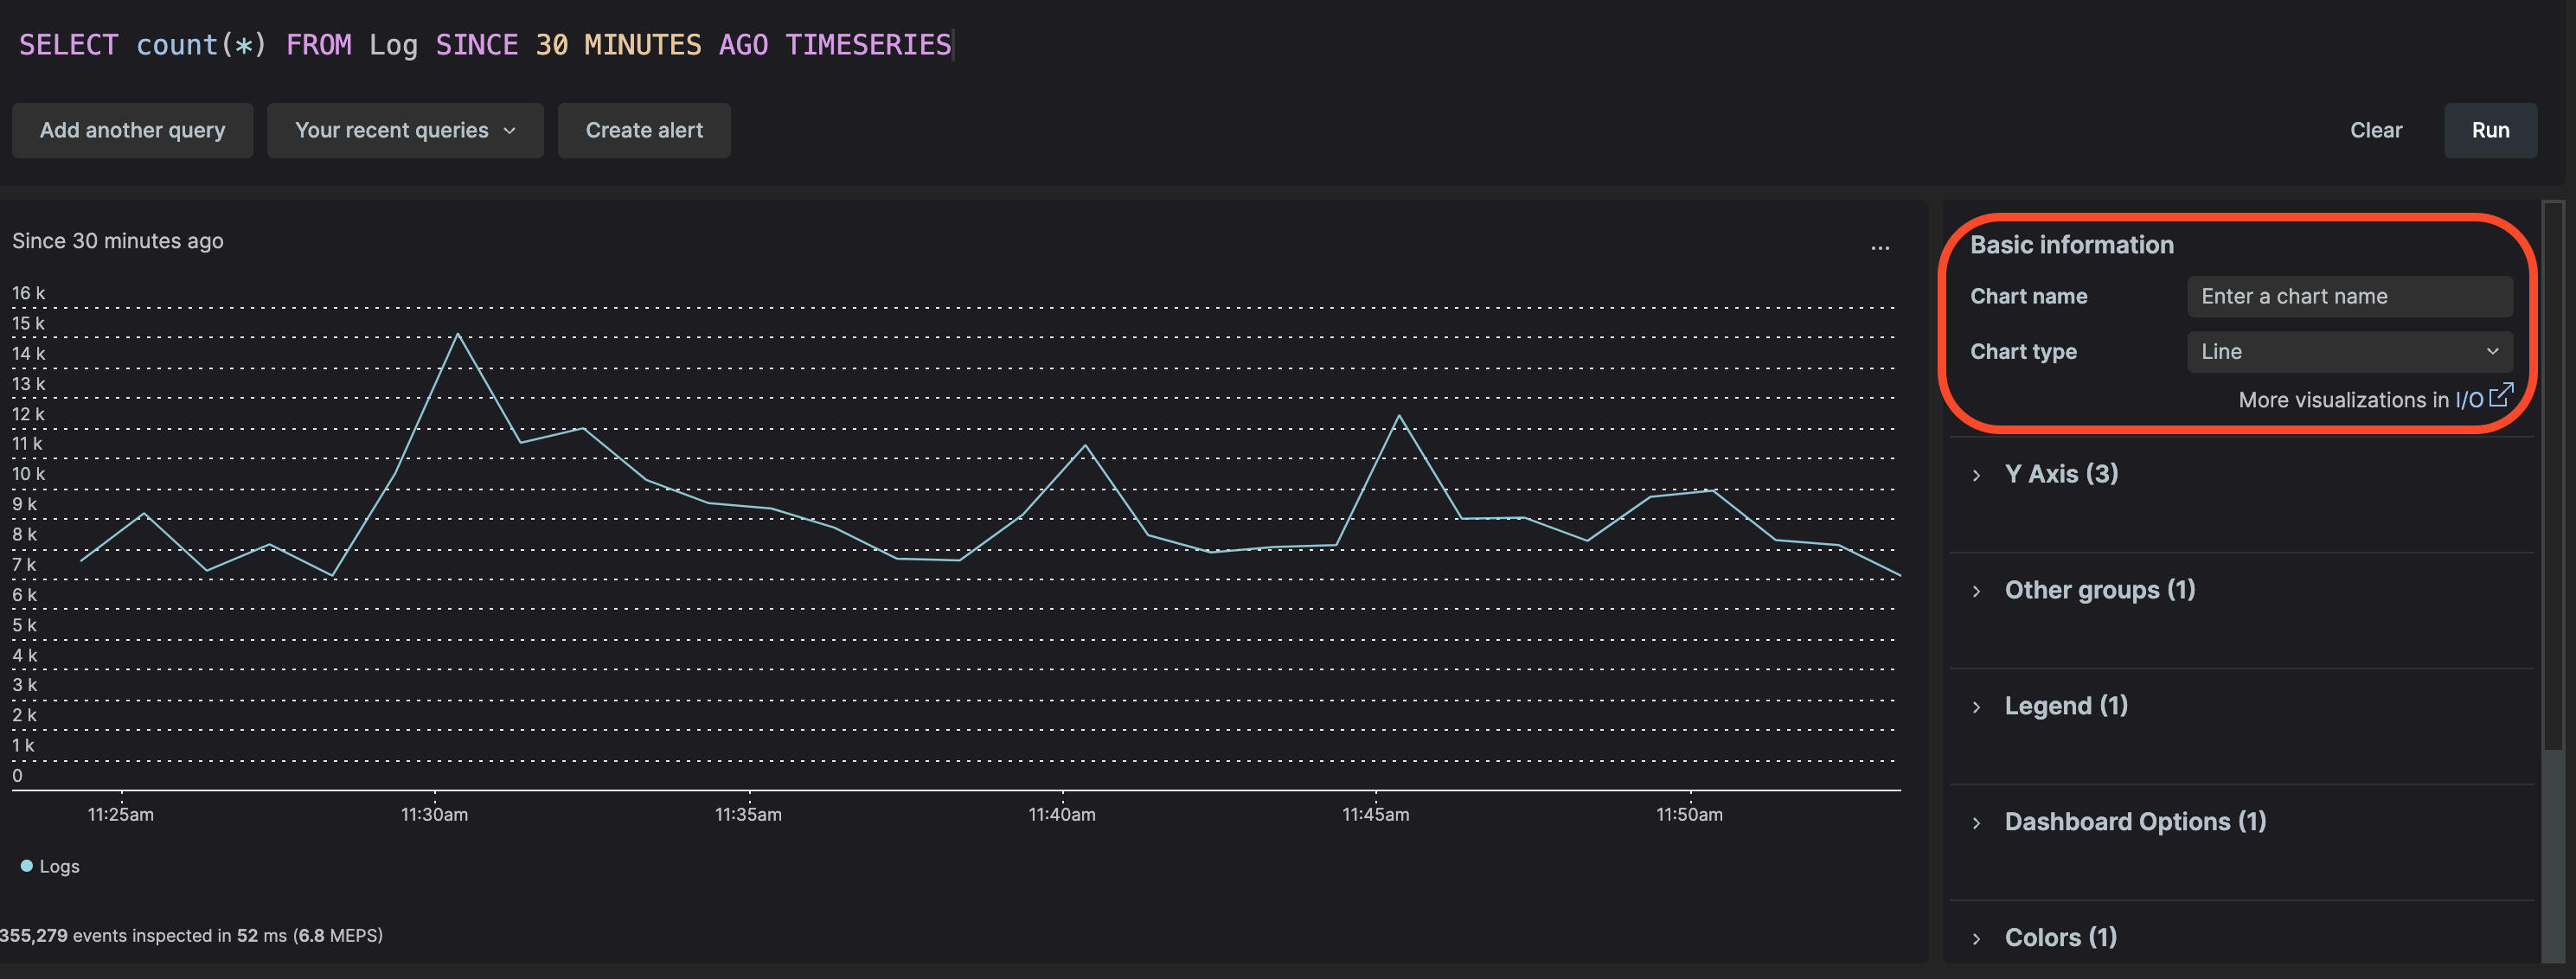 SELECT count(*) FROM Log SINCE 30 MINUTES AGO TIMESERIES
Add another query
Your recent queries
Create alert
Clear
Run
Since 30 minutes ago
...
16 k
15 k
14 k
13 k
12 k
11 k
10 k
9 k
8 k
7 k
6 k
5 k
4 k
3 k
2 k
1 k
0
11:25am 11:30am 11:35am 11:40am 11:45am 11:50am
Logs
355,279 events inspected in 52 ms (6.8 MEPS)
Basic information
Chart name Enter a chart name
Chart type Line
More visualizations in I/O
Y Axis (3)
Other groups (1)
Legend (1)
Dashboard Options (1)
Colors (1)